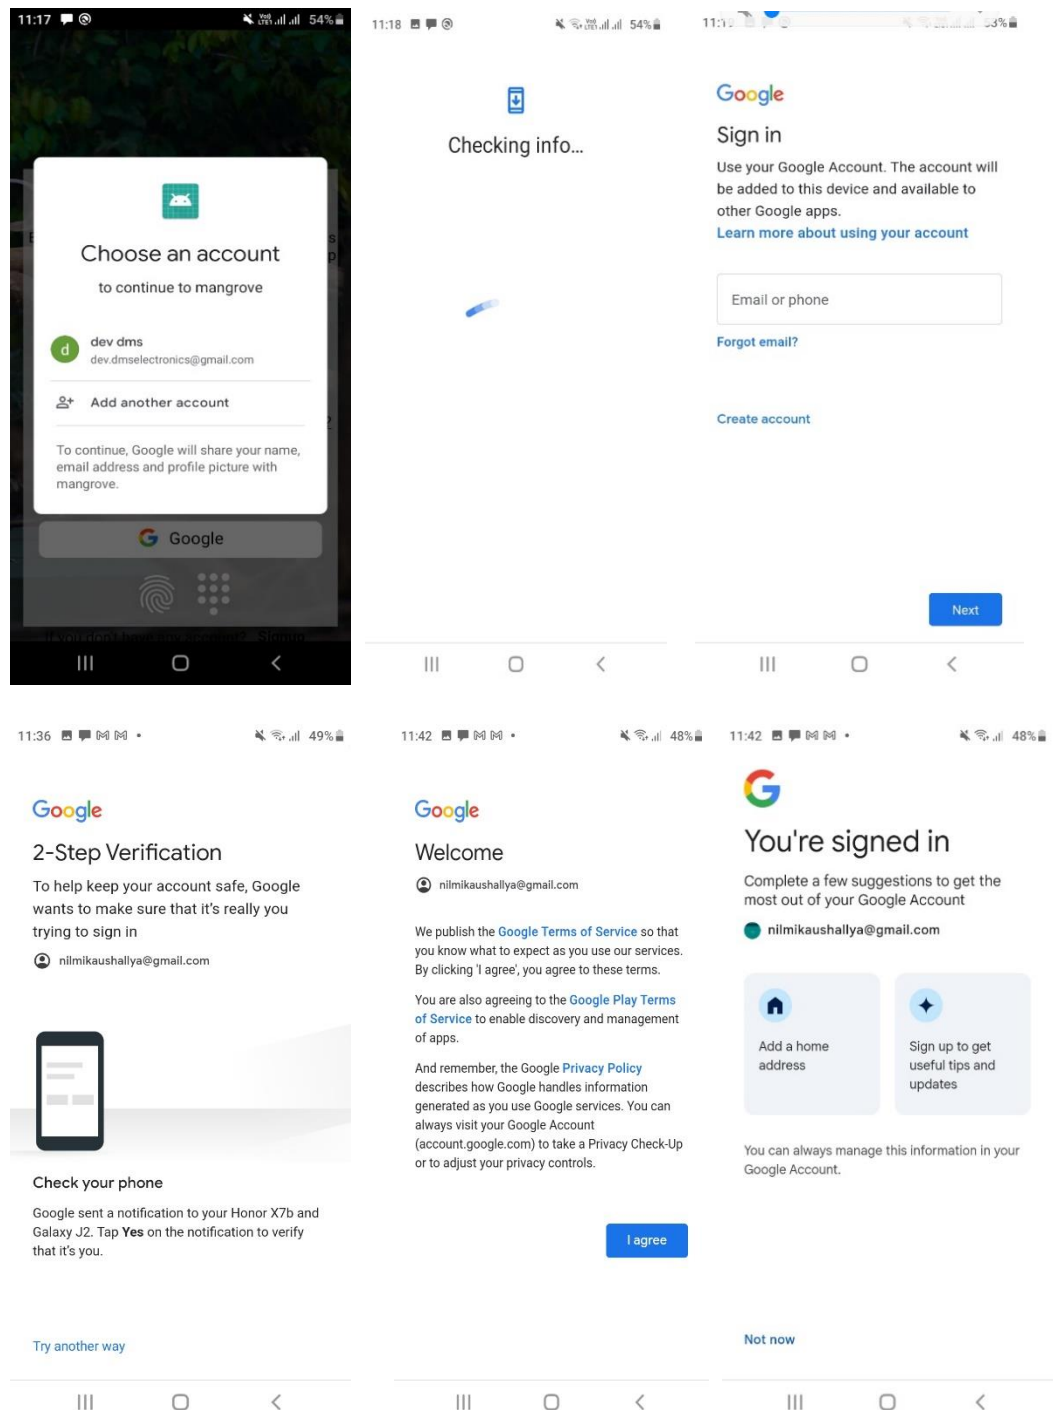 11:17
54%
Choose an account
to continue to mangrove
d
dev dms
dev.dmselectronics@gmail.com
Add another account
To continue, Google will share your name,
email address and profile picture with
mangrove.
Google
If you don't have any account? Signup
11:18
54%
Checking info...
Google
Sign in
Use your Google Account. The account will
be added to this device and available to
other Google apps.
Learn more about using your account
Email or phone
Forgot email?
Create account
Next
11:36
49%
Google
2-Step Verification
To help keep your account safe, Google
wants to make sure that it's really you
trying to sign in
nilmikaushallya@gmail.com
Check your phone
Google sent a notification to your Honor X7b and
Galaxy J2. Tap Yes on the notification to verify
that it's you.
Try another way
11:42
48%
Google
Welcome
nilmikaushallya@gmail.com
We publish the Google Terms of Service so that
you know what to expect as you use our services.
By clicking 'I agree', you agree to these terms.
You are also agreeing to the Google Play Terms
of Service to enable discovery and management
of apps.
And remember, the Google Privacy Policy
describes how Google handles information
generated as you use Google services. You can
always visit your Google Account
(account.google.com) to take a Privacy Check-Up
or to adjust your privacy controls.
I agree
11:42
48%
G
You're signed in
Complete a few suggestions to get the
most out of your Google Account
nilmikaushallya@gmail.com
Add a home
address
Sign up to get
useful tips and
updates
You can always manage this information in your
Google Account.
Not now